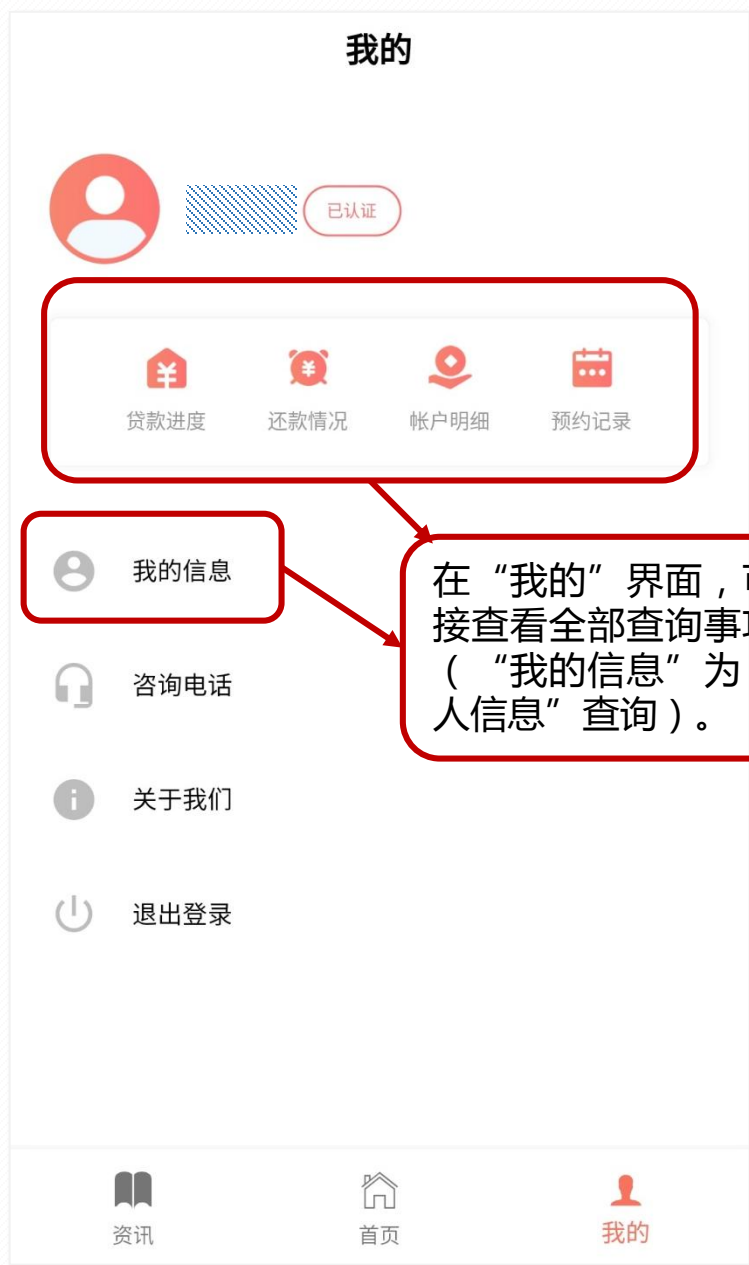 我的
已认证
贷款进度 还款情况 帐户明细 预约记录
我的信息
在“我的”界面，
接查看全部查询事
（“我的信息”为
人信息”查询）。
咨询电话
关于我们
退出登录
资讯 首页 我的